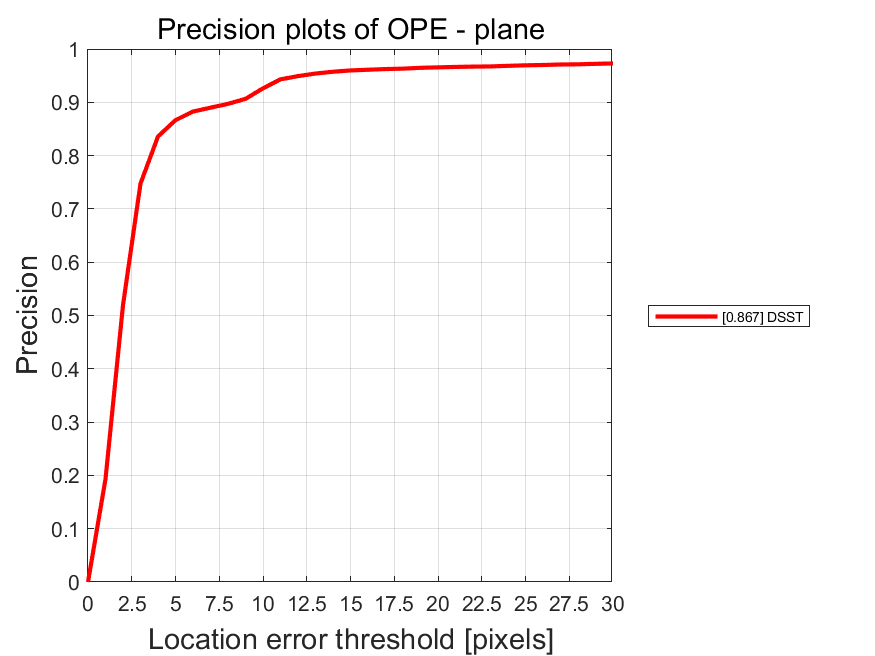 Precision plots of OPE - plane
1
0.9
0.8
0.7
0.6
0.5
0.4
0.3
0.2
0.1
0
Precision
0 2.5 5 7.5 10 12.5 15 17.5 20 22.5 25 27.5 30
Location error threshold [pixels]
[0.867] DSST